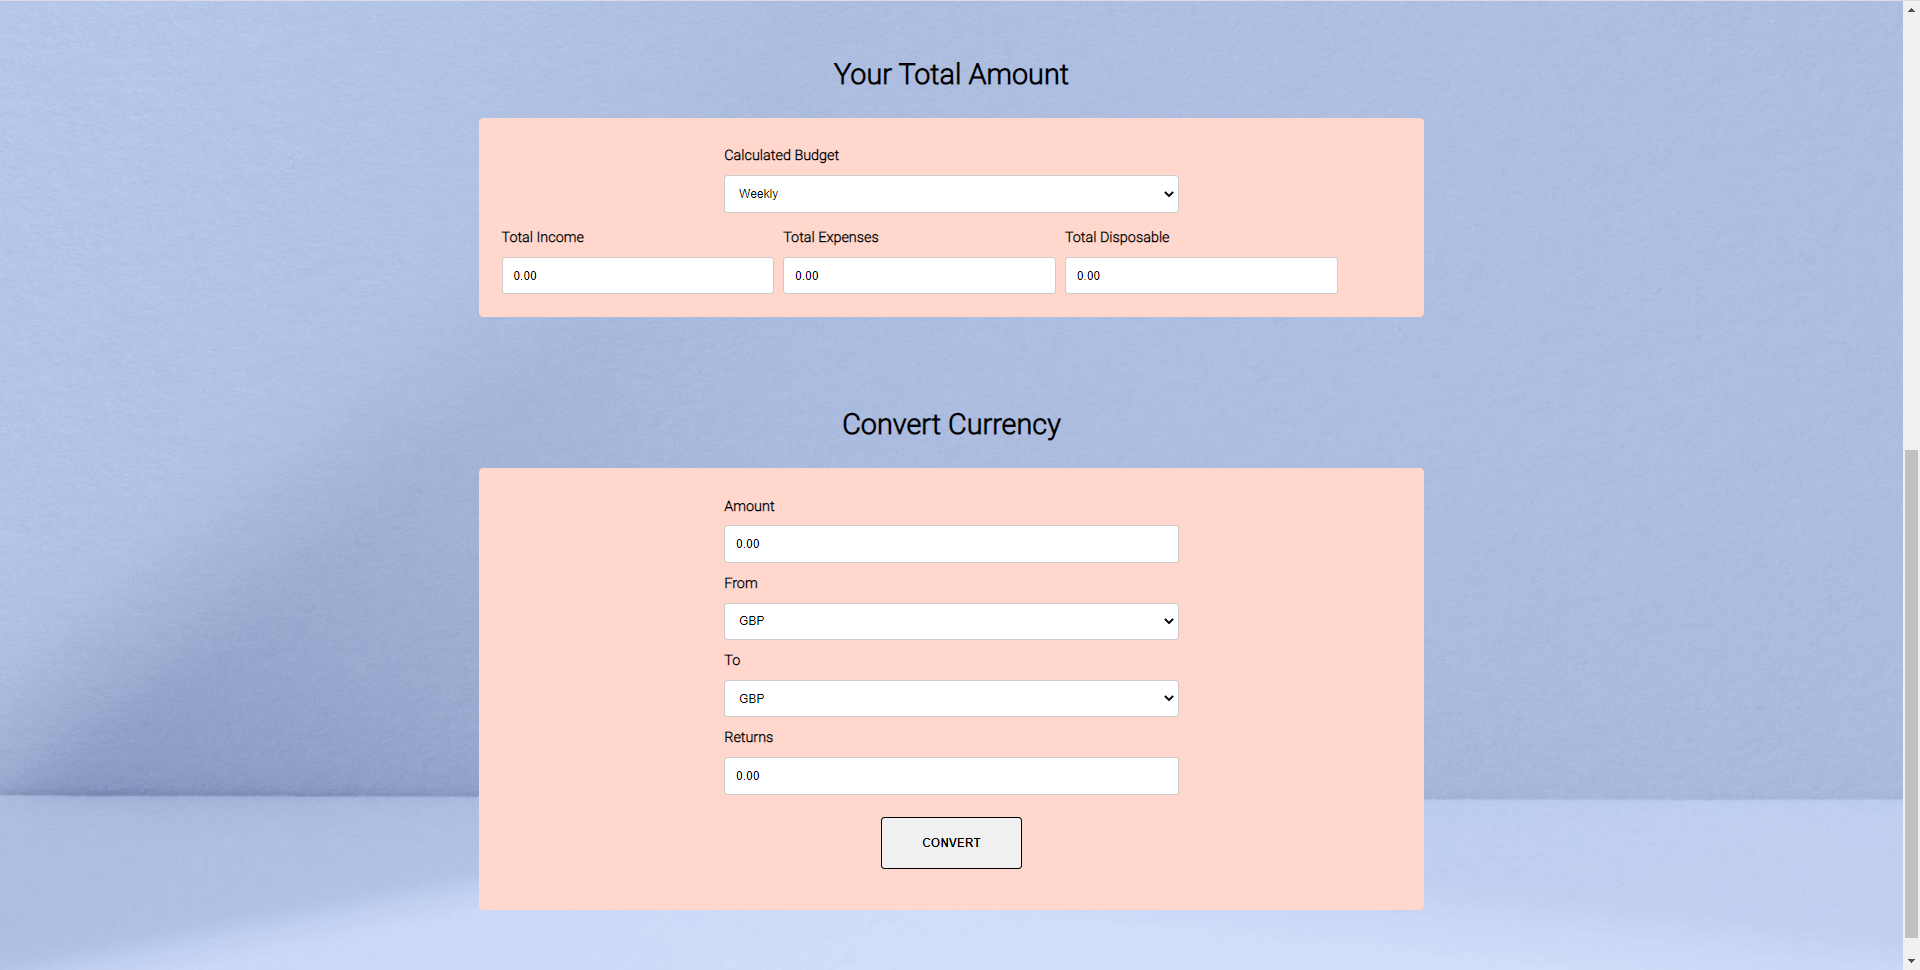 Your Total Amount
Calculated Budget
Weekly
Total Income
Total Expenses
Total Disposable
0.00
0.00
0.00
Convert Currency
Amount
0.00
From
GBP
To
GBP
Returns
0.00
CONVERT